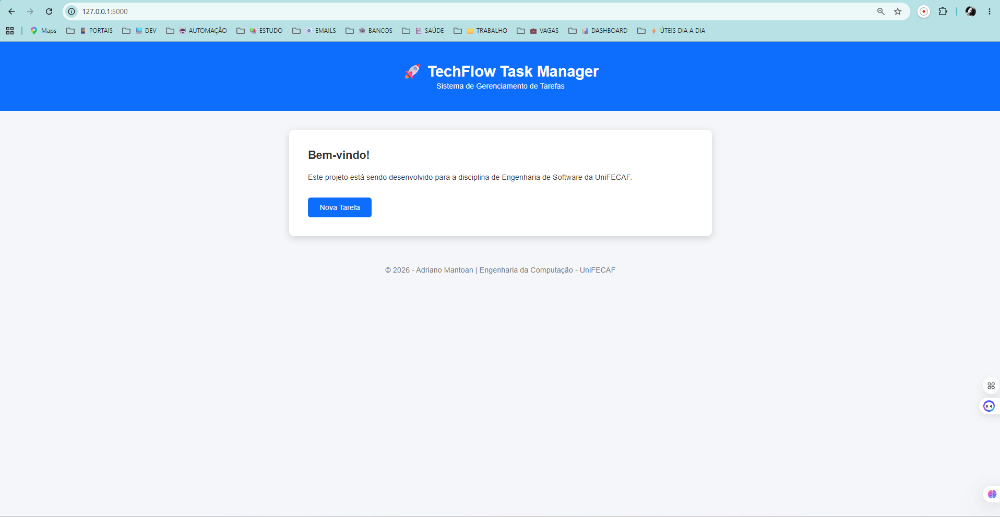 127.0.0.1:5000
Maps PORTAIS DEV AUTOMAÇÃO ESTUDO EMAILS BANCOS SAÚDE TRABALHO VAGAS DASHBOARD ÚTEIS DIA A DIA
🚀 TechFlow Task Manager
Sistema de Gerenciamento de Tarefas
Bem-vindo!
Este projeto está sendo desenvolvido para a disciplina de Engenharia de Software da UniFECAF.
Nova Tarefa
© 2026 - Adriano Mantoan | Engenharia da Computação - UniFECAF